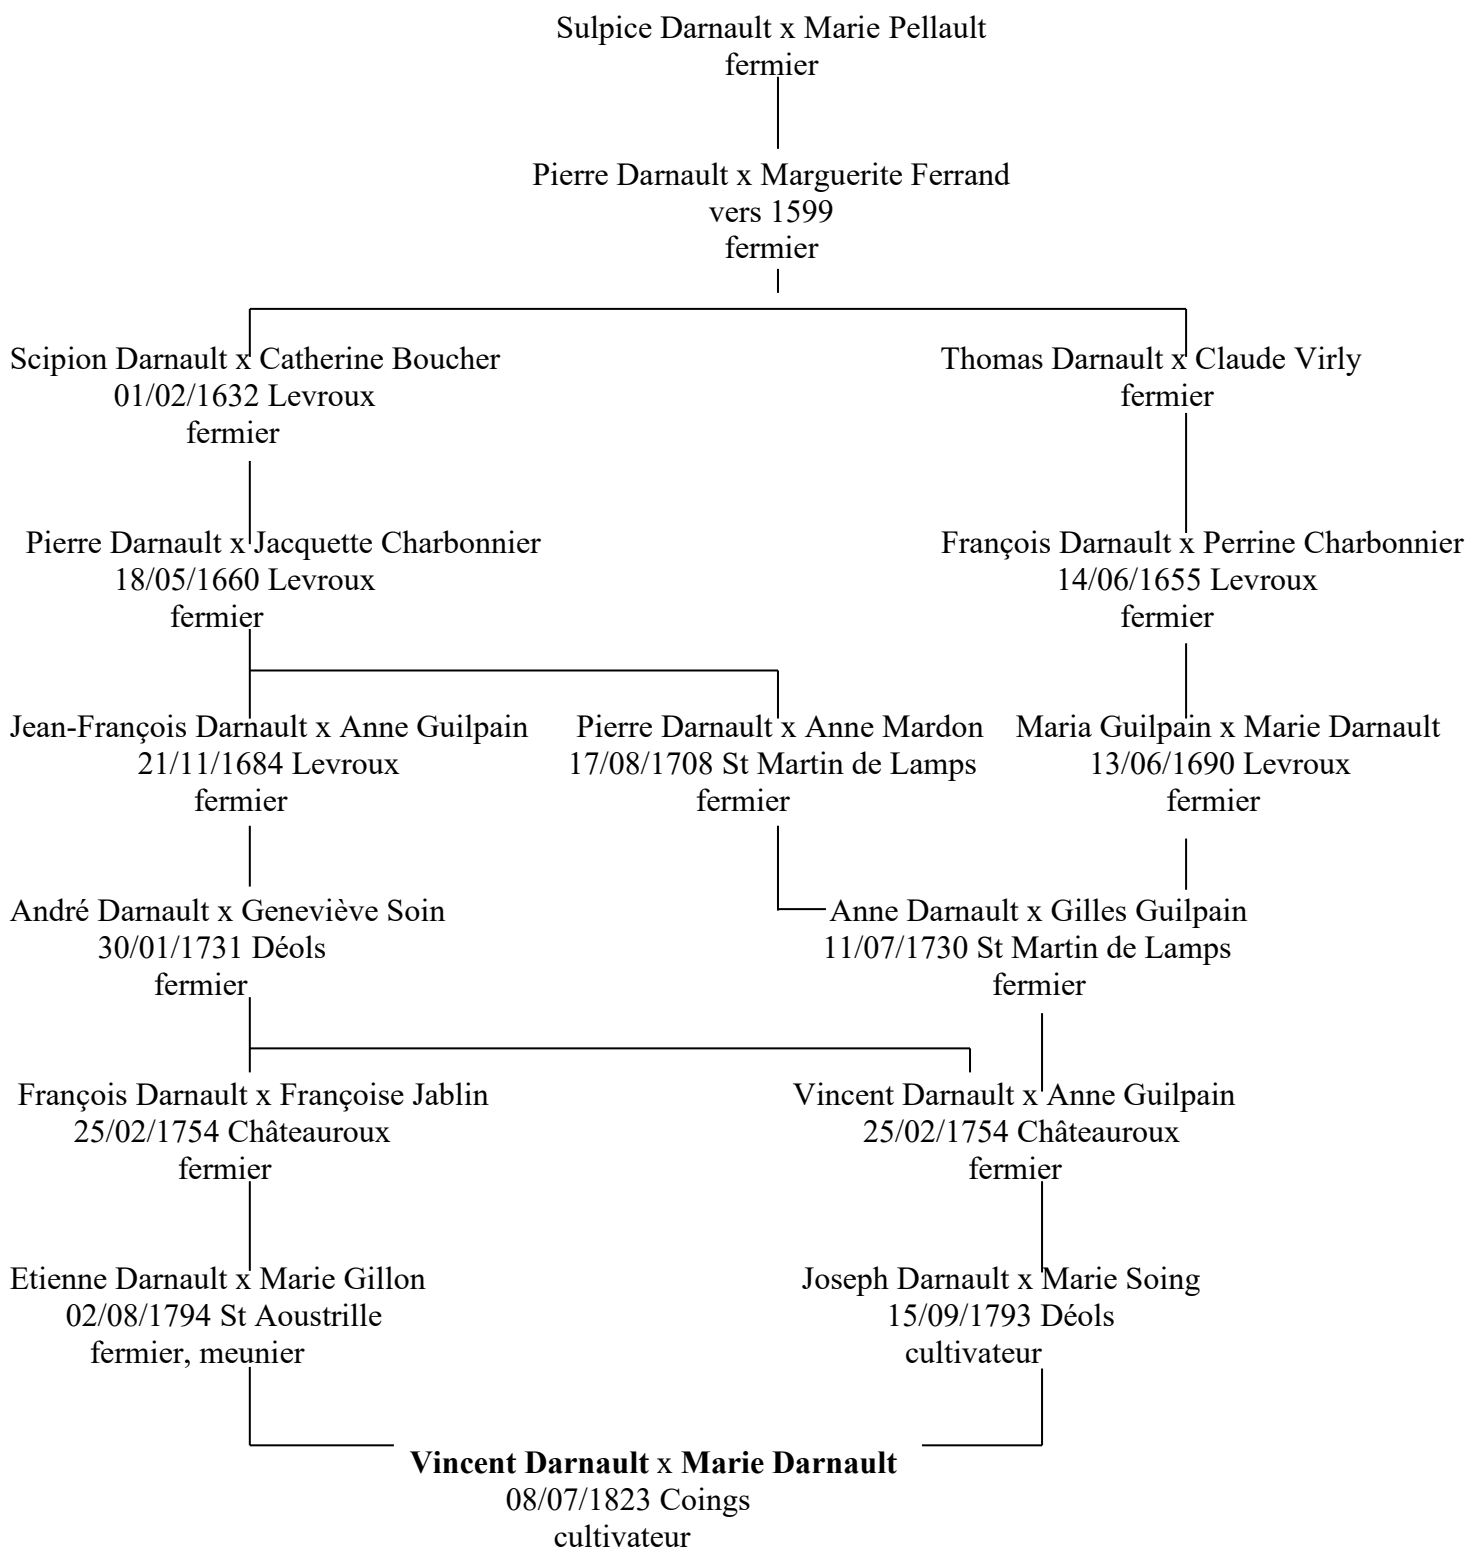 Sulpice Darnault x Marie Pellault
fermier
Pierre Darnault x Marguerite Ferrand
vers 1599
fermier
Scipion Darnault x Catherine Boucher
01/02/1632 Levroux
fermier
Thomas Darnault x Claude Virly
fermier
Pierre Darnault x Jacquette Charbonnier
18/05/1660 Levroux
fermier
François Darnault x Perrine Charbonnier
14/06/1655 Levroux
fermier
Jean-François Darnault x Anne Guilpain
21/11/1684 Levroux
fermier
Pierre Darnault x Anne Mardon
17/08/1708 St Martin de Lamps
fermier
Maria Guilpain x Marie Darnault
13/06/1690 Levroux
fermier
André Darnault x Geneviève Soin
30/01/1731 Déols
fermier
Anne Darnault x Gilles Guilpain
11/07/1730 St Martin de Lamps
fermier
François Darnault x Françoise Jablin
25/02/1754 Châteauroux
fermier
Vincent Darnault x Anne Guilpain
25/02/1754 Châteauroux
fermier
Etienne Darnault x Marie Gillon
02/08/1794 St Aoustrille
fermier, meunier
Joseph Darnault x Marie Soing
15/09/1793 Déols
cultivateur
Vincent Darnault x Marie Darnault
08/07/1823 Coings
cultivateur